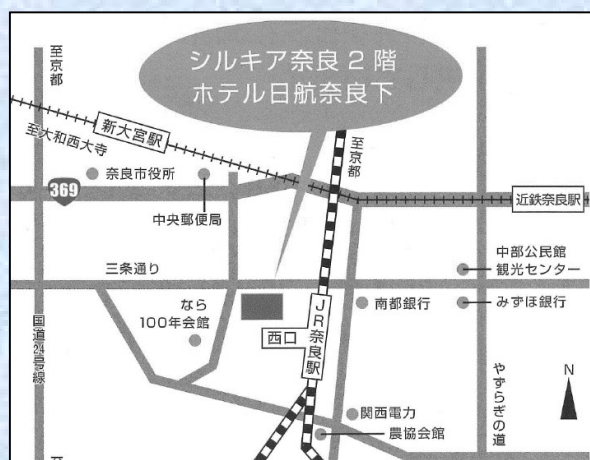 シルキア奈良2階
ホテル日航奈良下
至京都
至京都
新大宮駅
至大和西大寺
奈良市役所
369
中央郵便局
近鉄奈良駅
三条通り
中部公民館
観光センター
なら
100年会館
西口
JR奈良駅
南都銀行
みずほ銀行
国道24号線
やすらぎの道
N
関西電力
農協会館